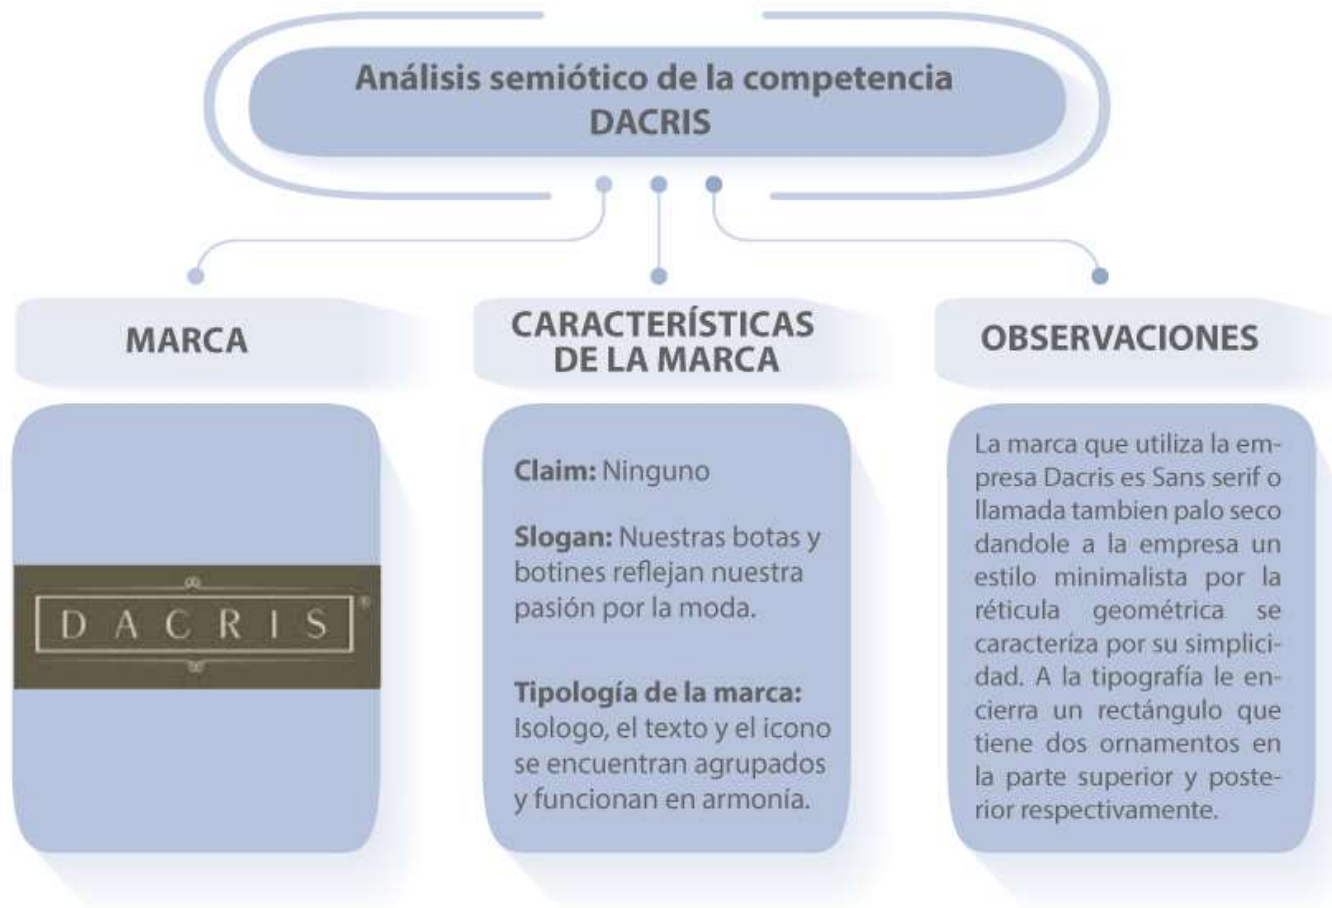 Análisis semiótico de la competencia
DACRIS
MARCA
DACRIS
®
CARACTERÍSTICAS
DE LA MARCA
Claim: Ninguno
Slogan: Nuestras botas y
botines reflejan nuestra
pasión por la moda.
Tipología de la marca:
Isologo, el texto y el icono
se encuentran agrupados
y funcionan en armonía.
OBSERVACIONES
La marca que utiliza la em-
presa Dacris es Sans serif o
llamada tambien palo seco
dandole a la empresa un
estilo minimalista por la
réticula geométrica se
caracteríza por su simplici-
dad. A la tipografía le en-
cierra un rectángulo que
tiene dos ornamentos en
la parte superior y poste-
rior respectivamente.